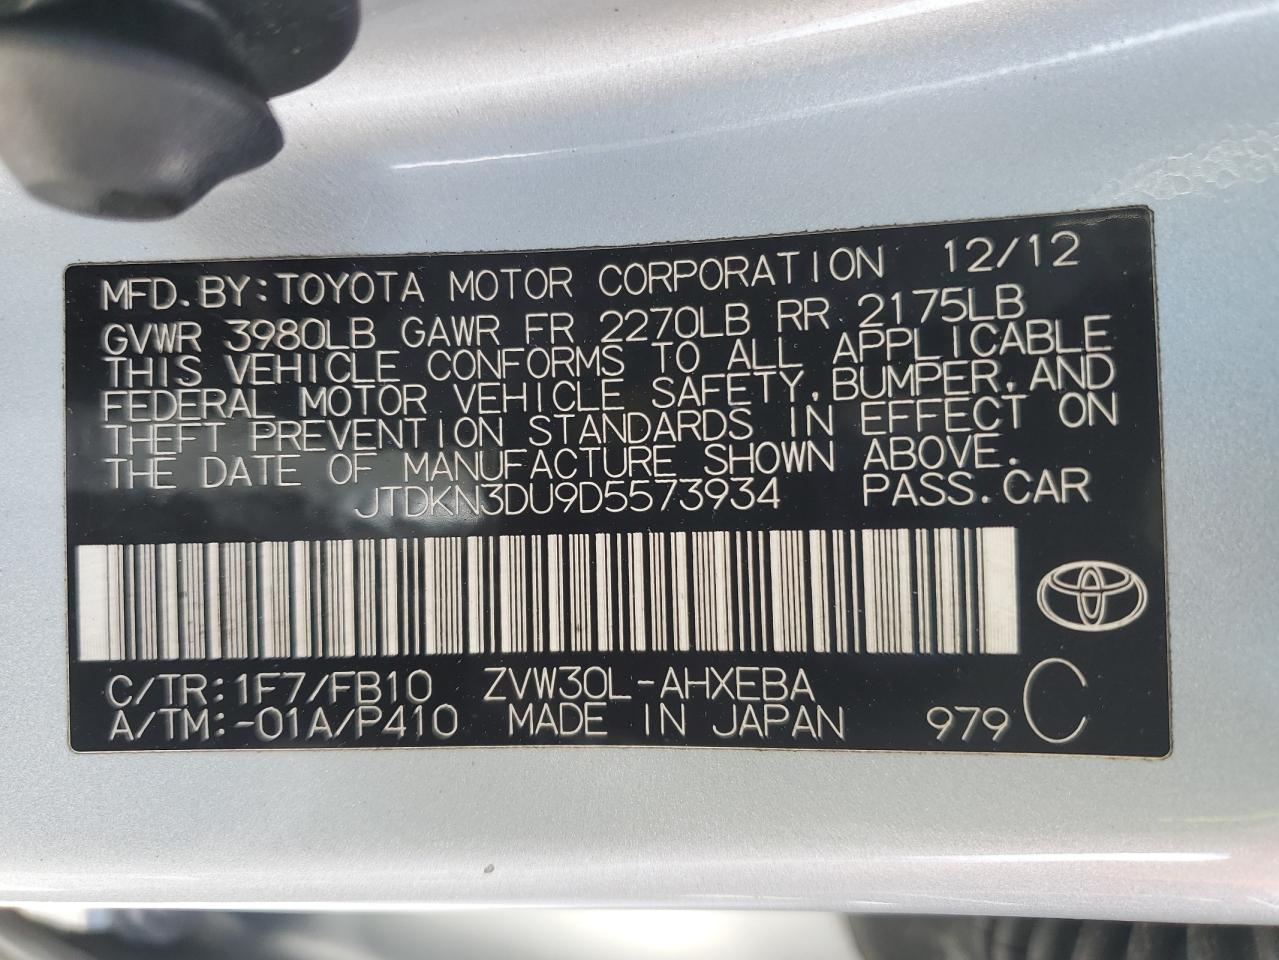 MFD.BY:TOYOTA MOTOR CORPORATION 12/12
GVWR 3980LB GAWR FR 2270LB RR 2175LB
THIS VEHICLE CONFORMS TO ALL APPLICABLE
FEDERAL MOTOR VEHICLE SAFETY,BUMPER,AND
THEFT PREVENTION STANDARDS IN EFFECT ON
THE DATE OF MANUFACTURE SHOWN ABOVE.
JTDKN3DU9D5573934 PASS.CAR
C/TR:1F7/FB10 ZVW30L-AHXEBA
A/TM:-01A/P410 MADE IN JAPAN 979 C